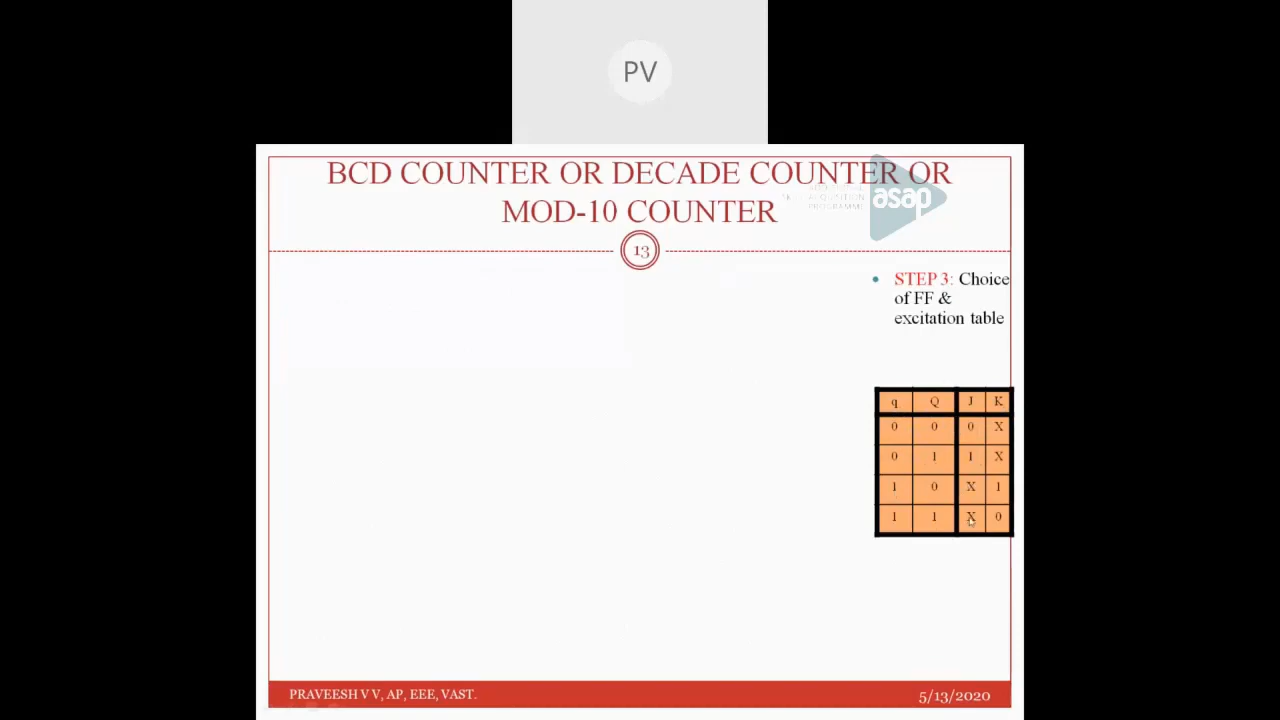 PV
BCD COUNTER OR DECADE COUNTER OR
MOD-10 COUNTER
asap
13
STEP 3: Choice
of FF &
excitation table
q Q J K
0 0 0 X
0 1 1 X
1 0 X 1
1 1 X 0
PRAVEESH V V, AP, EEE, VAST.
5/13/2020